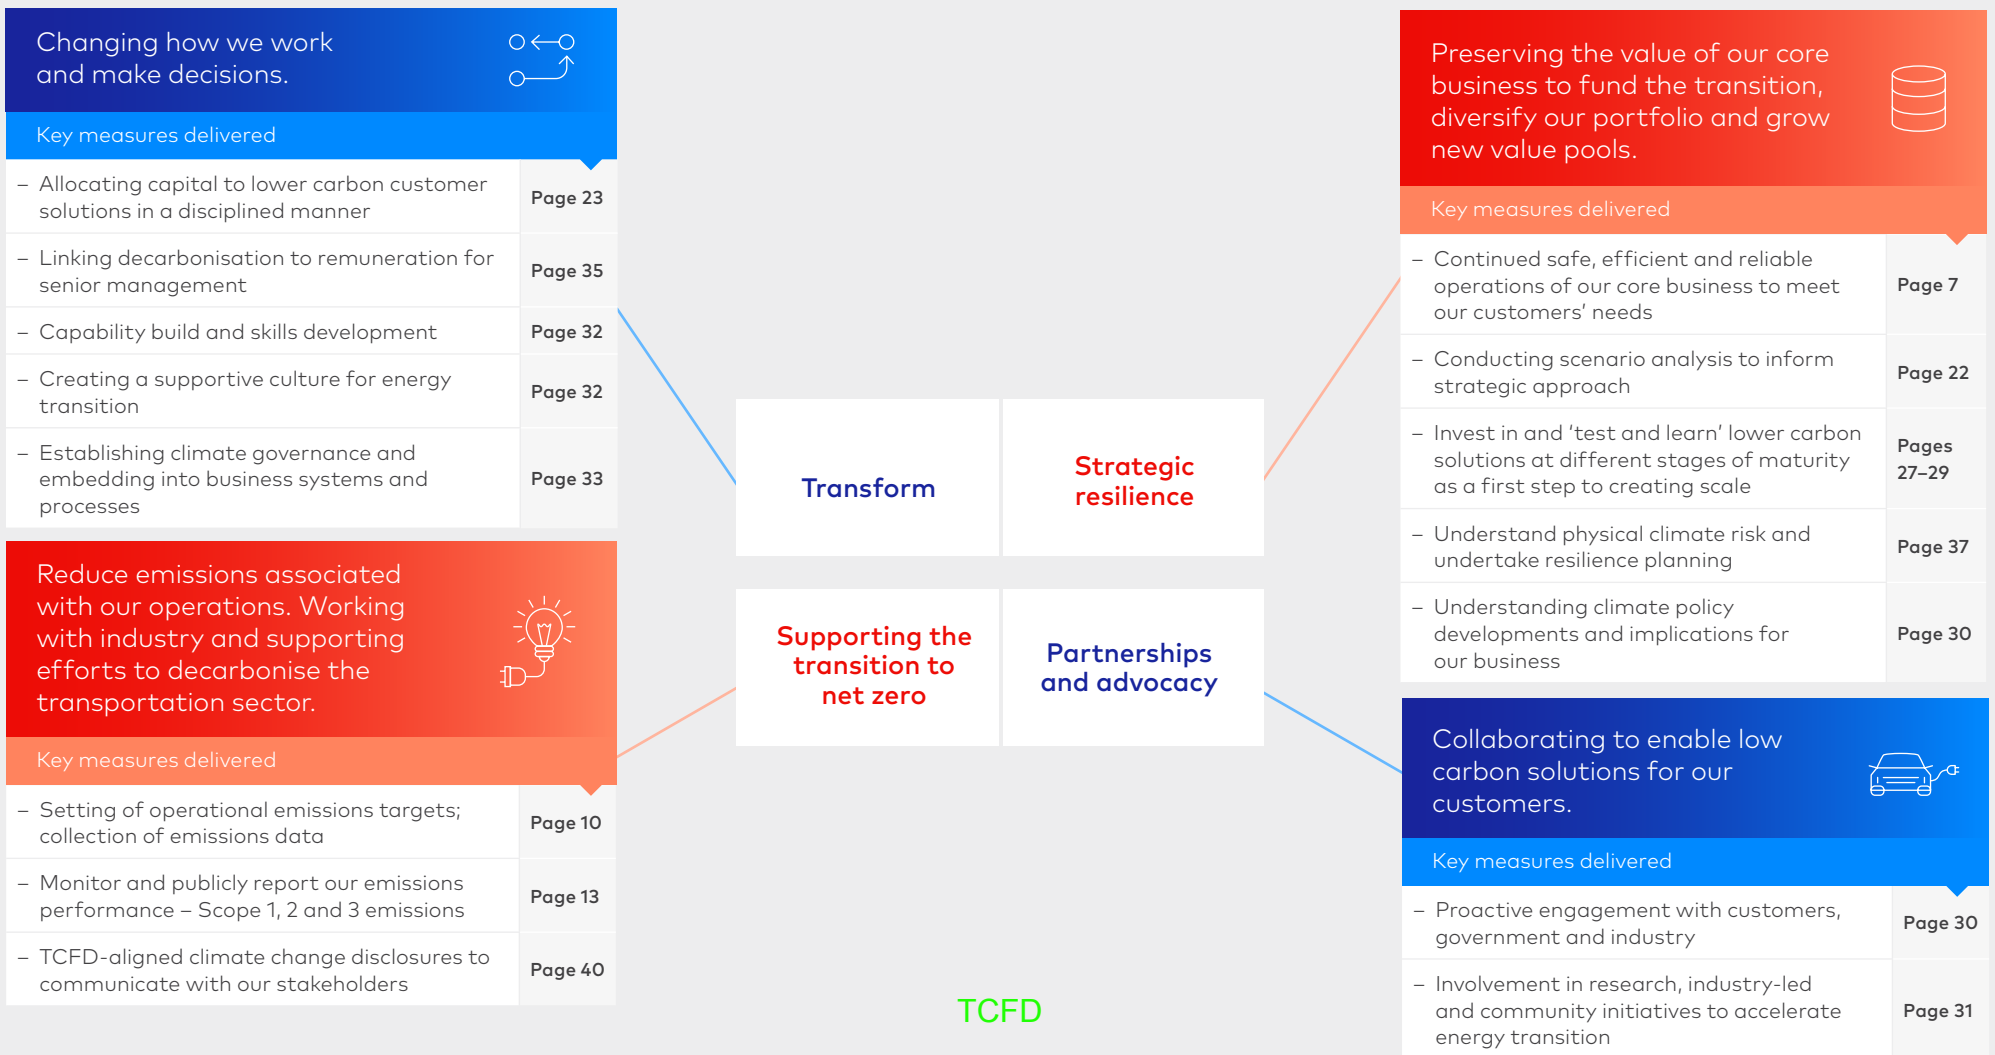 Changing how we work
and make decisions.
Key measures delivered
– Allocating capital to lower carbon customer
solutions in a disciplined manner
Page 23
– Linking decarbonisation to remuneration for
senior management
Page 35
– Capability build and skills development
Page 32
– Creating a supportive culture for energy
transition
Page 32
– Establishing climate governance and
embedding into business systems and
processes
Page 33
Reduce emissions associated
with our operations. Working
with industry and supporting
efforts to decarbonise the
transportation sector.
Key measures delivered
– Setting of operational emissions targets;
collection of emissions data
Page 10
– Monitor and publicly report our emissions
performance – Scope 1, 2 and 3 emissions
Page 13
– TCFD-aligned climate change disclosures to
communicate with our stakeholders
Page 40
Transform
Strategic
resilience
Supporting the
transition to
net zero
Partnerships
and advocacy
TCFD
Preserving the value of our core
business to fund the transition,
diversify our portfolio and grow
new value pools.
Key measures delivered
– Continued safe, efficient and reliable
operations of our core business to meet
our customers’ needs
Page 7
– Conducting scenario analysis to inform
strategic approach
Page 22
– Invest in and ‘test and learn’ lower carbon
solutions at different stages of maturity
as a first step to creating scale
Pages
27–29
– Understand physical climate risk and
undertake resilience planning
Page 37
– Understanding climate policy
developments and implications for
our business
Page 30
Collaborating to enable low
carbon solutions for our
customers.
Key measures delivered
– Proactive engagement with customers,
government and industry
Page 30
– Involvement in research, industry-led
and community initiatives to accelerate
energy transition
Page 31